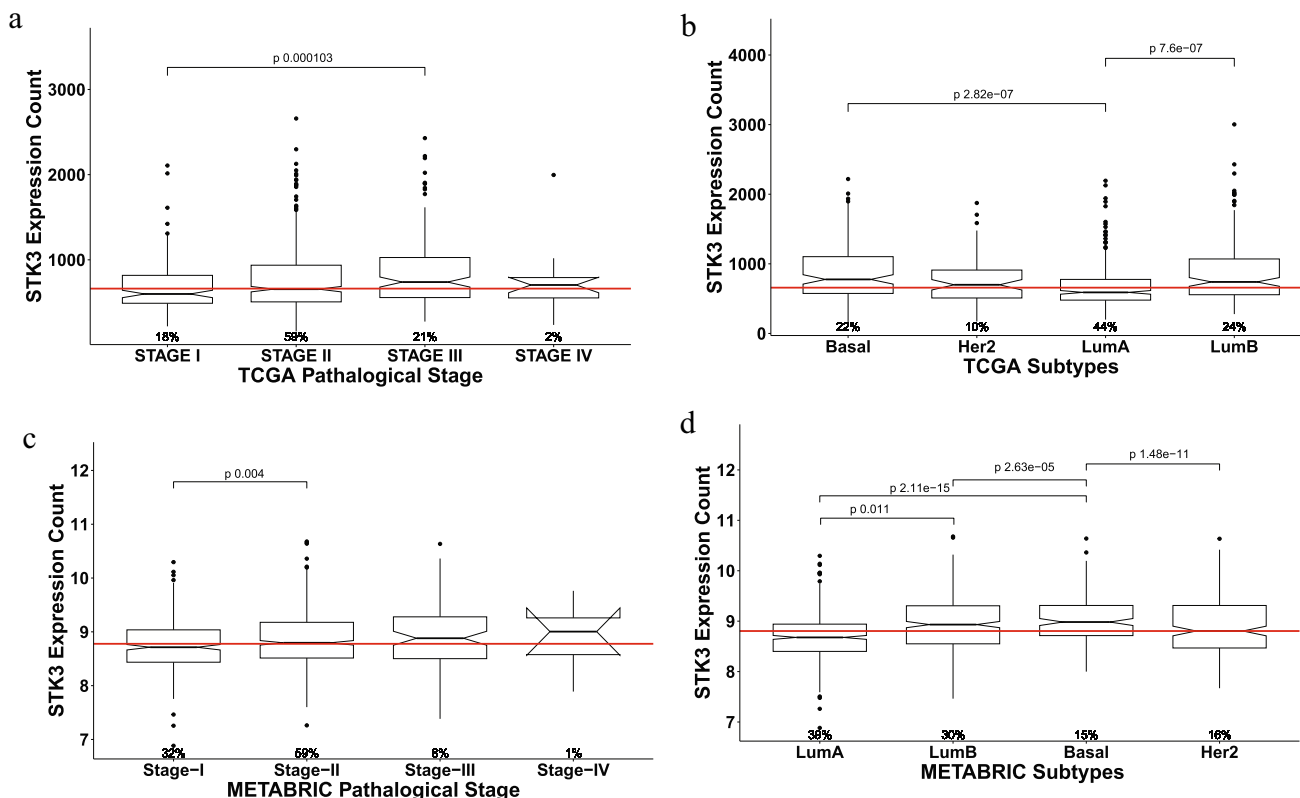 a
STK3 Expression Count
3000
2000
1000
p 0.000103
18%
59%
21%
2%
STAGE I
STAGE II
STAGE III
STAGE IV
TCGA Pathalogical Stage
b
STK3 Expression Count
4000
3000
2000
1000
0
p 7.6e−07
p 2.82e−07
22%
10%
44%
24%
Basal
Her2
LumA
LumB
TCGA Subtypes
c
STK3 Expression Count
12
11
10
9
8
7
p 0.004
32%
59%
8%
1%
Stage−I
Stage−II
Stage−III
Stage−IV
METABRIC Pathalogical Stage
d
STK3 Expression Count
12
11
10
9
8
7
p 1.48e−11
p 2.63e−05
p 2.11e−15
p 0.011
30%
15%
16%
LumA
LumB
Basal
Her2
METABRIC Subtypes